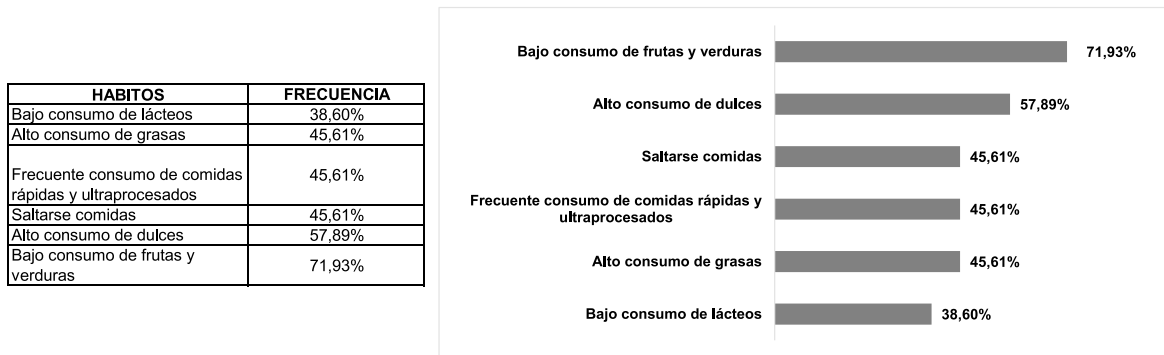 HABITOS FRECUENCIA
Bajo consumo de lácteos 38,60%
Alto consumo de grasas 45,61%
Frecuente consumo de comidas
rápidas y ultraprocesados 45,61%
Saltarse comidas 45,61%
Alto consumo de dulces 57,89%
Bajo consumo de frutas y
verduras 71,93%
Bajo consumo de frutas y verduras 71,93%
Alto consumo de dulces 57,89%
Saltarse comidas 45,61%
Frecuente consumo de comidas rápidas y
ultraprocesados 45,61%
Alto consumo de grasas 45,61%
Bajo consumo de lácteos 38,60%